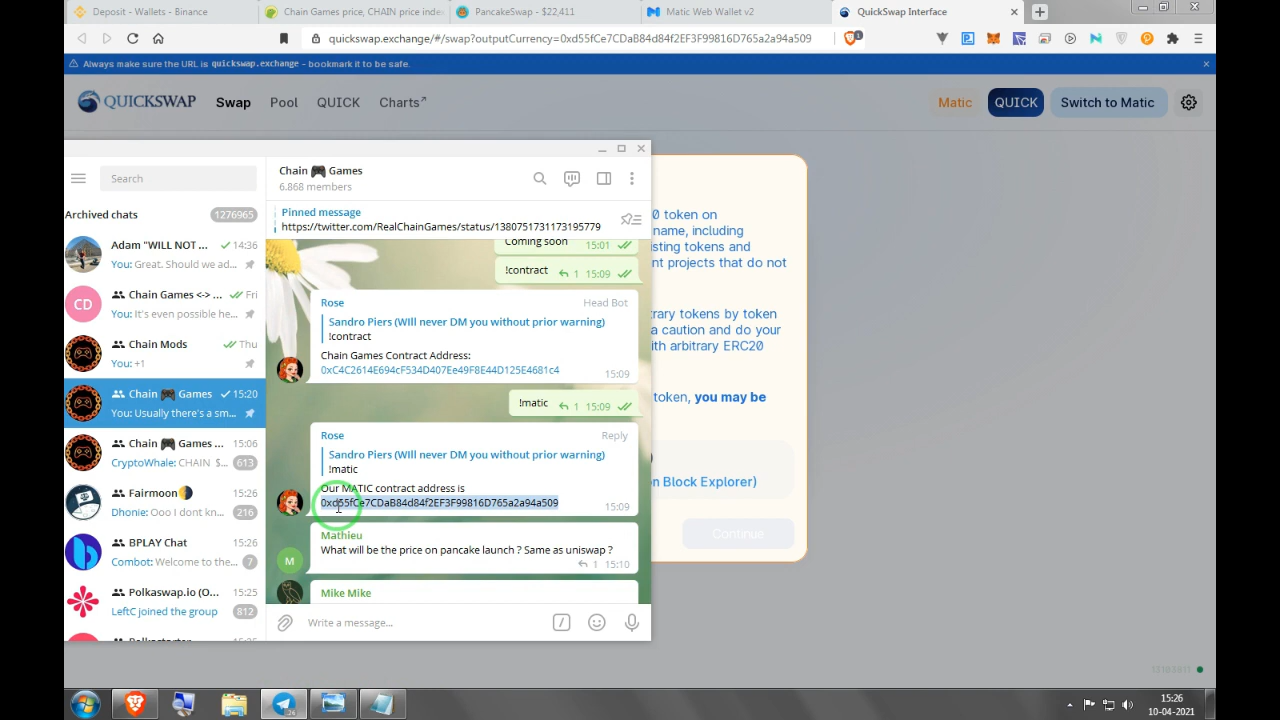 Deposit - Wallets - Binance
Chain Games price, CHAIN price index
PancakeSwap - $22,411
Matic Web Wallet v2
QuickSwap Interface
quickswap.exchange/#/swap?outputCurrency=0xd55fCe7CDaB84d84f2EF3F99816D765a2a94a509
1
Always make sure the URL is quickswap.exchange - bookmark it to be safe.
QUICKSWAP
Swap
Pool
QUICK
Charts↗
Matic
QUICK
Switch to Matic
Search
Archived chats
1276965
Adam "WILL NOT ...
14:36
You: Great. Should we ad...
CD
Chain Games <-> ...
Fri
You: It's even possible he...
Chain Mods
Thu
You: +1
Chain 🎮 Games
15:20
You: Usually there's a sm...
Chain 🎮 Games ...
15:06
CryptoWhale: CHAIN $...
613
Fairmoon🌗
15:26
Dhonie: Ooo I dont kn...
216
BPLAY Chat
15:26
Combot: Welcome to the...
7
Polkaswap.io (O...
15:25
LeftC joined the group
812
Chain 🎮 Games
6.868 members
Pinned message
https://twitter.com/RealChainGames/status/1380751731173195779
Coming soon
15:01
!contract
1 15:09
Rose
Head Bot
Sandro Piers (WIll never DM you without prior warning)
!contract
Chain Games Contract Address:
0xC4C2614E694cF534D407Ee49F8E44D125E4681c4
15:09
!matic
1 15:09
Rose
Reply
Sandro Piers (WIll never DM you without prior warning)
!matic
Our MATIC contract address is
0xd55fCe7CDaB84d84f2EF3F99816D765a2a94a509
15:09
M
Mathieu
What will be the price on pancake launch ? Same as uniswap ?
1 15:10
Mike Mike
Write a message...
0 token on
name, including
isting tokens and
nt projects that do not
rary tokens by token
a caution and do your
ith arbitrary ERC20
token, you may be
)
n Block Explorer)
Continue
15:26
10-04-2021